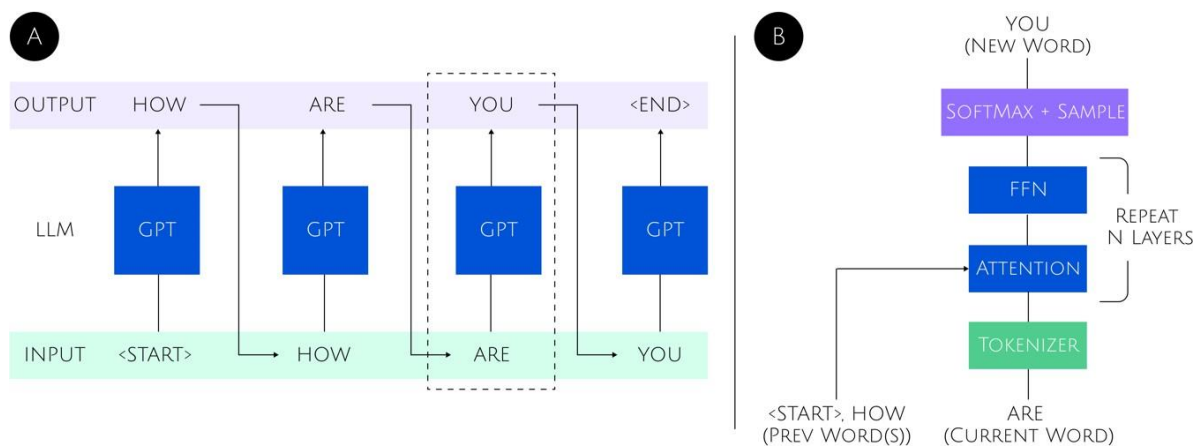 A
OUTPUT HOW ARE YOU <END>
LLM GPT GPT GPT GPT
INPUT <START> HOW ARE YOU
B
YOU
(NEW WORD)
SOFTMAX + SAMPLE
FFN
REPEAT
N LAYERS
ATTENTION
TOKENIZER
<START>, HOW
(PREV WORD(S))
ARE
(CURRENT WORD)